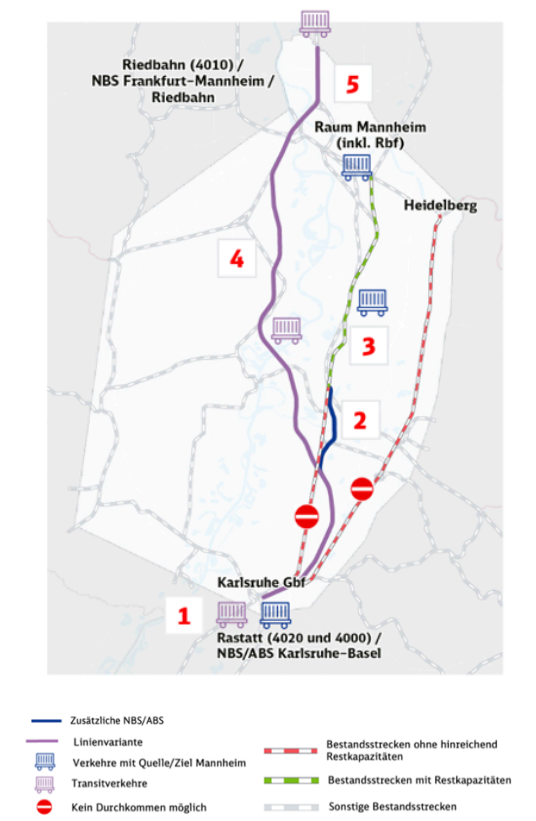 Riedbahn (4010) /
NBS Frankfurt-Mannheim /
Riedbahn
5
Raum Mannheim
(inkl. Rbf)
Heidelberg
4
3
2
Karlsruhe Gbf
1
Rastatt (4020 und 4000) /
NBS/ABS Karlsruhe-Basel
Zusätzliche NBS/ABS
Linienvariante
Verkehre mit Quelle/Ziel Mannheim
Transitverkehre
Kein Durchkommen möglich
Bestandsstrecken ohne hinreichend
Restkapazitäten
Bestandsstrecken mit Restkapazitäten
Sonstige Bestandsstrecken